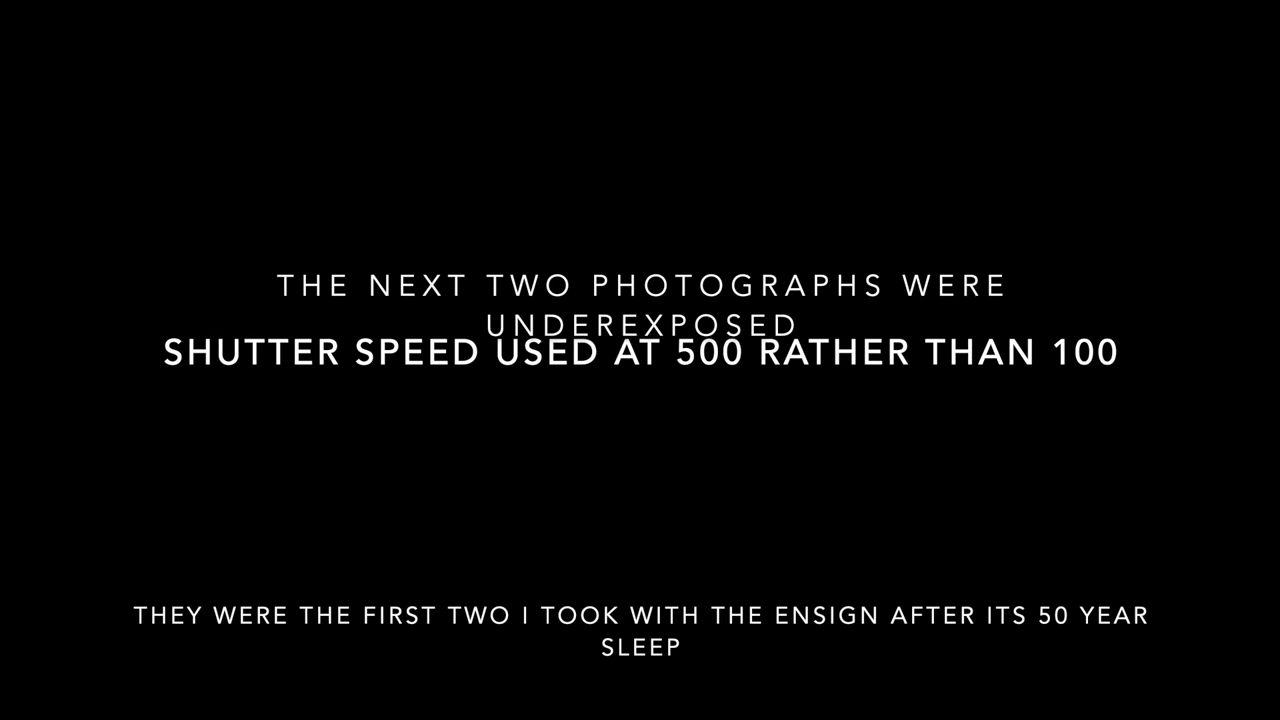 THE NEXT TWO PHOTOGRAPHS WERE
UNDEREXPOSED
SHUTTER SPEED USED AT 500 RATHER THAN 100
THEY WERE THE FIRST TWO I TOOK WITH THE ENSIGN AFTER ITS 50 YEAR
SLEEP